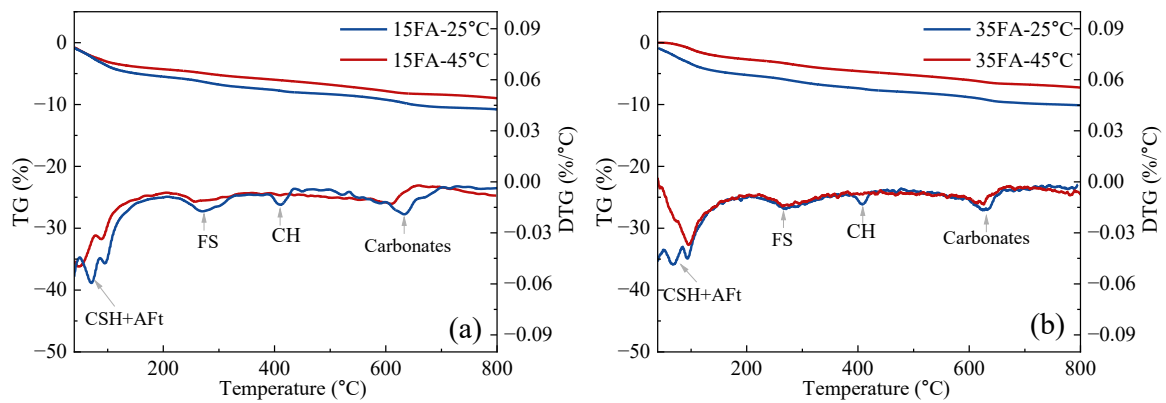 15FA-25°C
15FA-45°C
0
−10
−20
−30
−40
−50
TG (%)
0.09
0.06
0.03
0.00
−0.03
−0.06
−0.09
DTG (%/°C)
FS
CH
Carbonates
CSH+AFt
(a)
200
400
600
800
Temperature (°C)
35FA-25°C
35FA-45°C
0
−10
−20
−30
−40
−50
TG (%)
0.09
0.06
0.03
0.00
−0.03
−0.06
−0.09
DTG (%/°C)
FS
CH
Carbonates
CSH+AFt
(b)
200
400
600
800
Temperature (°C)